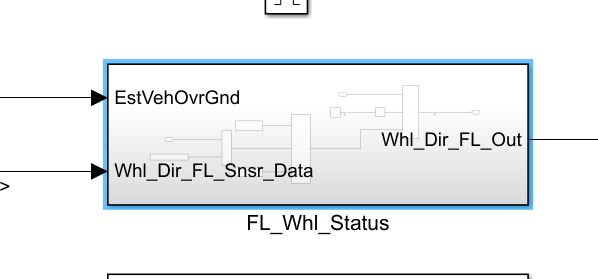 EstVehOvrGnd
Whl_Dir_FL_Out
Whl_Dir_FL_Snsr_Data
>
FL_Whl_Status